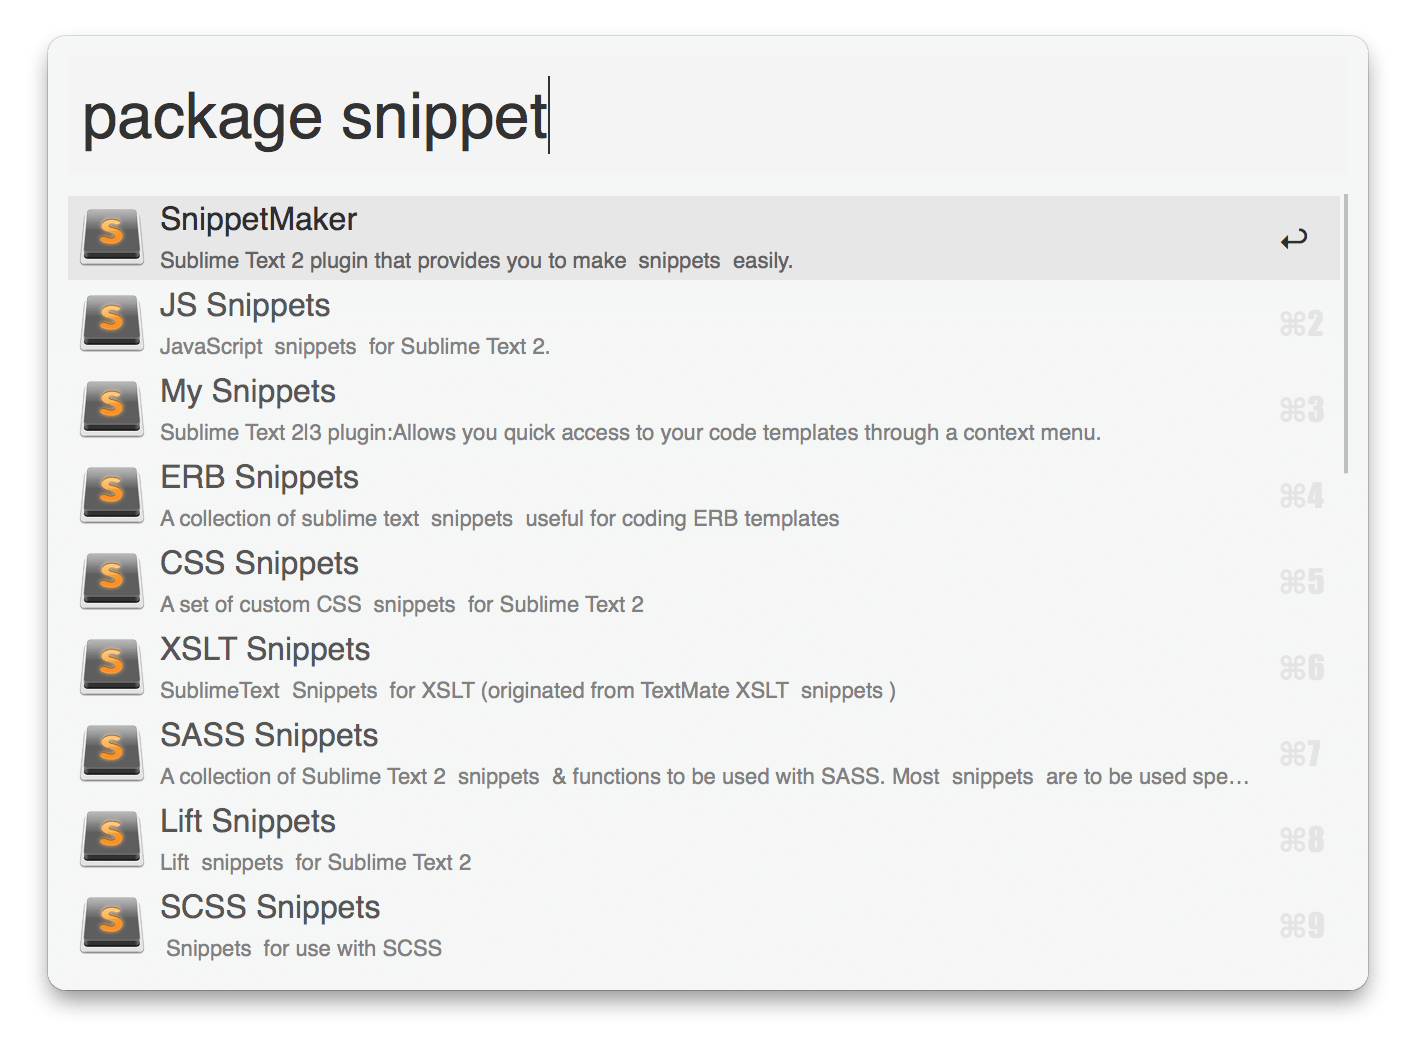 package snippet
SnippetMaker
Sublime Text 2 plugin that provides you to make  snippets  easily.
JS Snippets
JavaScript  snippets  for Sublime Text 2.
⌘2
My Snippets
Sublime Text 2|3 plugin:Allows you quick access to your code templates through a context menu.
⌘3
ERB Snippets
A collection of sublime text  snippets  useful for coding ERB templates
⌘4
CSS Snippets
A set of custom CSS  snippets  for Sublime Text 2
⌘5
XSLT Snippets
SublimeText  Snippets  for XSLT (originated from TextMate XSLT  snippets )
⌘6
SASS Snippets
A collection of Sublime Text 2  snippets  & functions to be used with SASS. Most  snippets  are to be used spe…
⌘7
Lift Snippets
Lift  snippets  for Sublime Text 2
⌘8
SCSS Snippets
Snippets  for use with SCSS
⌘9